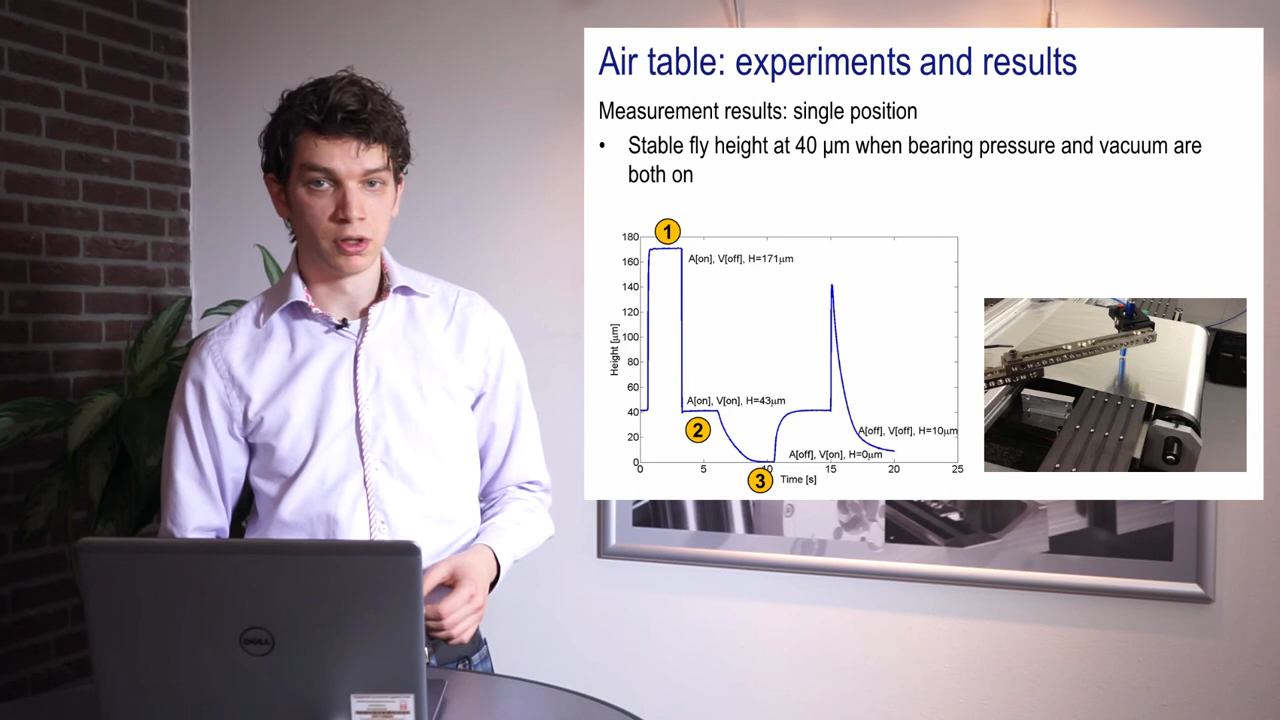 Air table: experiments and results
Measurement results: single position
• Stable fly height at 40 µm when bearing pressure and vacuum are
both on
1
180
160
140
120
100
80
60
40
20
0
Height [µm]
A[on], V[off], H=171µm
A[on], V[on], H=43µm
2
A[off], V[off], H=10µm
A[off], V[on], H=0µm
0
5
10
15
20
25
3
Time [s]
DELL